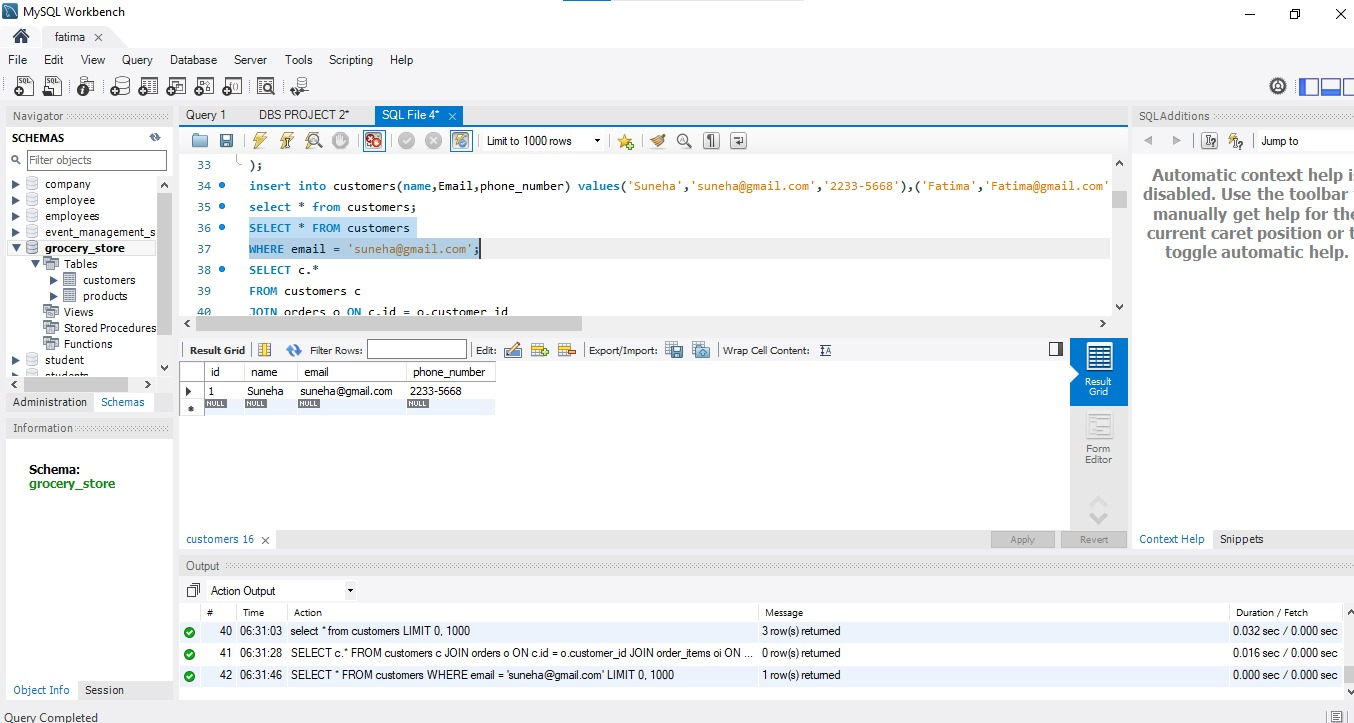 MySQL Workbench
fatima
File Edit View Query Database Server Tools Scripting Help
Navigator
SCHEMAS
Filter objects
company
employee
employees
event_management_s
grocery_store
Tables
customers
products
Views
Stored Procedures
Functions
student
students
Administration Schemas
Information
Schema:
grocery_store
Object Info Session
Query 1 DBS PROJECT 2* SQL File 4*
Limit to 1000 rows
33 );
34 insert into customers(name,Email,phone_number) values('Suneha','suneha@gmail.com','2233-5668'),('Fatima','Fatima@gmail.com'
35 select * from customers;
36 SELECT * FROM customers
37 WHERE email = 'suneha@gmail.com';
38 SELECT c.*
39 FROM customers c
40 JOIN orders o ON c.id = o.customer_id
Result Grid Filter Rows: Edit: Export/Import: Wrap Cell Content: IA
id name email phone_number
1 Suneha suneha@gmail.com 2233-5668
NULL NULL NULL NULL
Result
Grid
Form
Editor
customers 16
Apply Revert
Output
Action Output
# Time Action Message Duration / Fetch
40 06:31:03 select * from customers LIMIT 0, 1000 3 row(s) returned 0.032 sec / 0.000 sec
41 06:31:28 SELECT c.* FROM customers c JOIN orders o ON c.id = o.customer_id JOIN order_items oi ON ... 0 row(s) returned 0.016 sec / 0.000 sec
42 06:31:46 SELECT * FROM customers WHERE email = 'suneha@gmail.com' LIMIT 0, 1000 1 row(s) returned 0.000 sec / 0.000 sec
SQLAdditions
Jump to
Automatic context help is
disabled. Use the toolbar
manually get help for the
current caret position or t
toggle automatic help.
Context Help Snippets
Query Completed